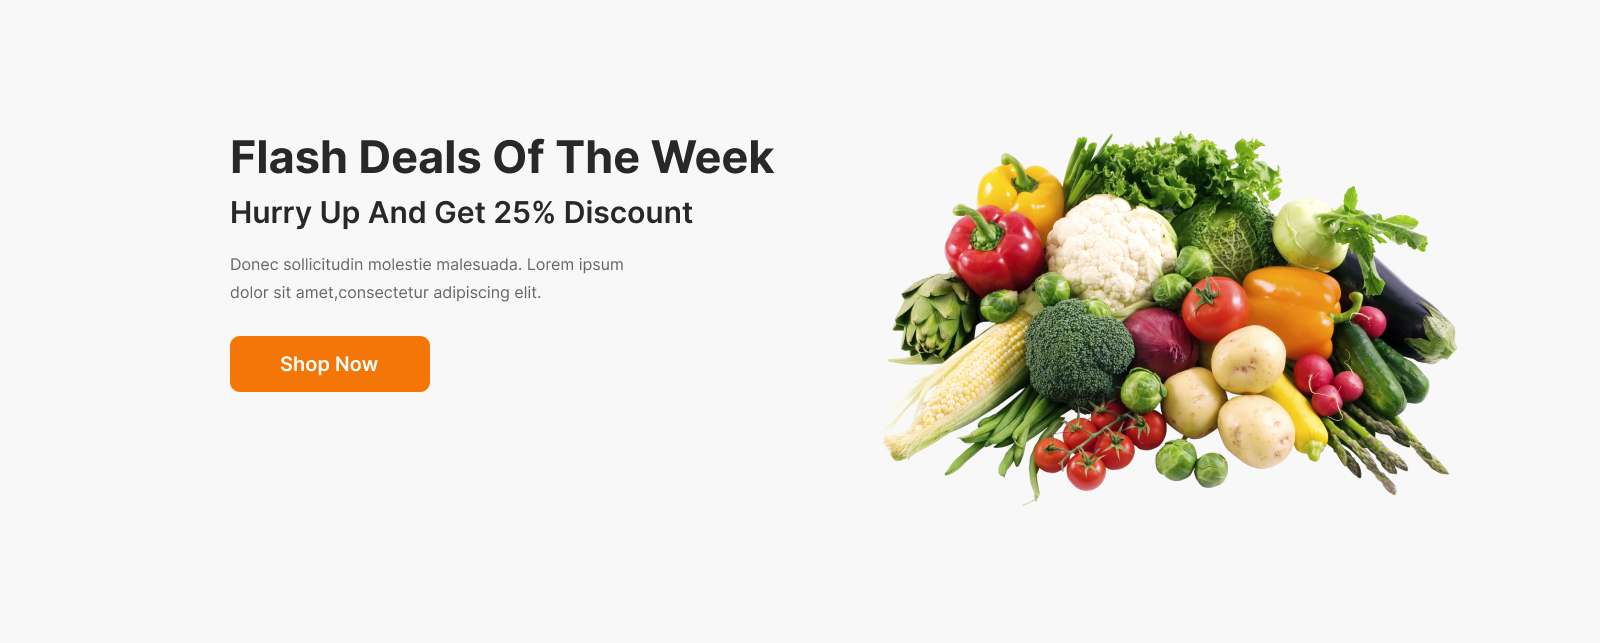 Flash Deals Of The Week
Hurry Up And Get 25% Discount
Donec sollicitudin molestie malesuada. Lorem ipsum
dolor sit amet,consectetur adipiscing elit.
Shop Now